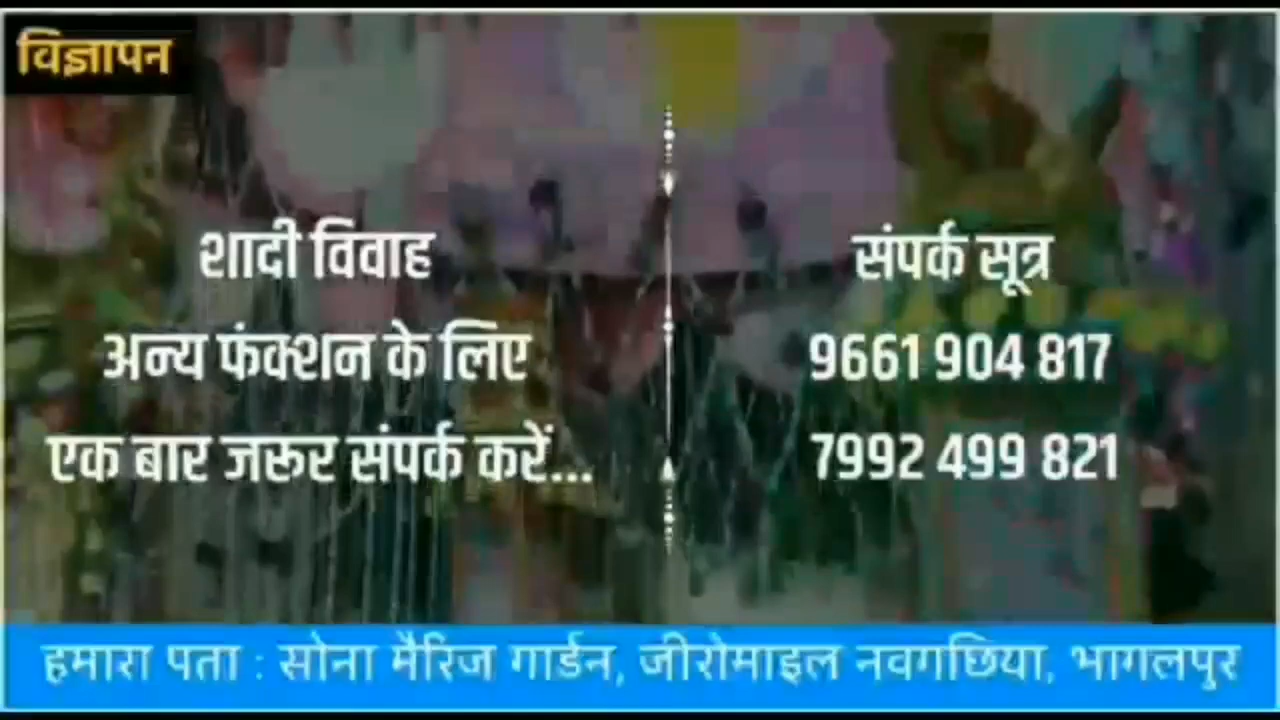 विज्ञापन
शादी विवाह
अन्य फंक्शन के लिए
एक बार जरूर संपर्क करें...
संपर्क सूत्र
9661 904 817
7992 499 821
हमारा पता : सोना मैरिज गार्डन, जीरोमाइल नवगछिया, भागलपुर